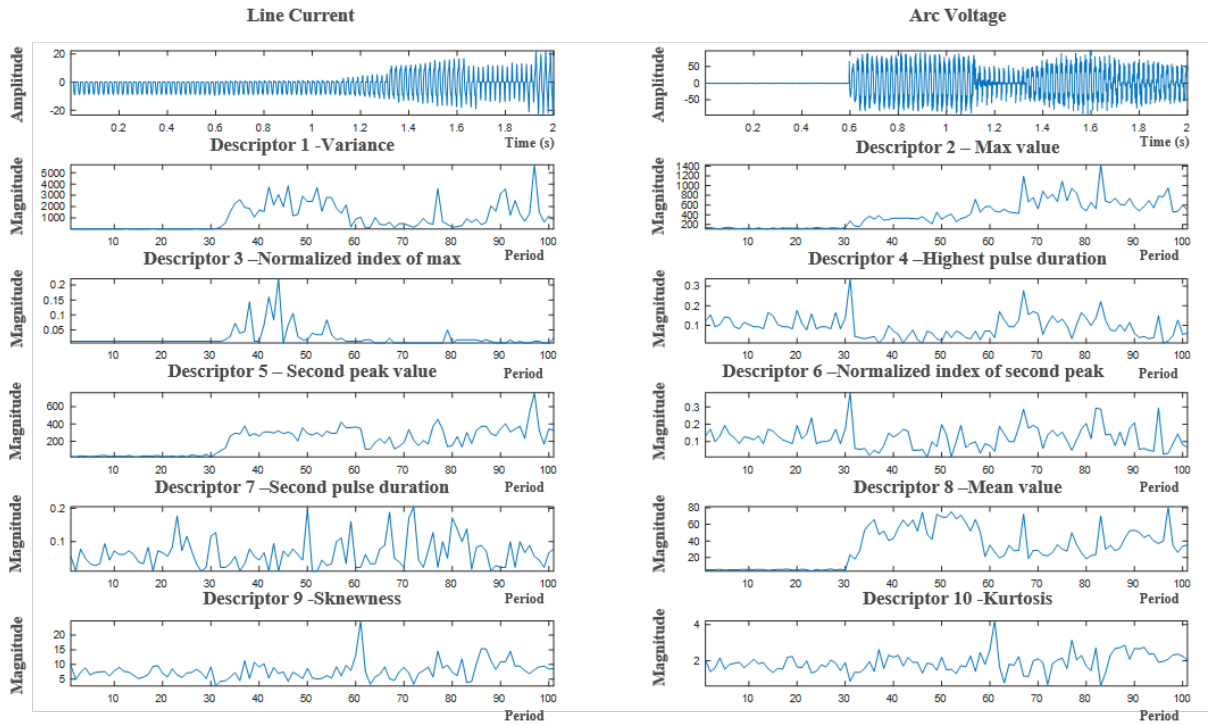 Line Current
Arc Voltage
Amplitude
20
0
-20
0.2 0.4 0.6 0.8 1 1.2 1.4 1.6 1.8 2
Time (s)
Amplitude
50
0
-50
0.2 0.4 0.6 0.8 1 1.2 1.4 1.6 1.8 2
Time (s)
Descriptor 1 -Variance
Magnitude
5000
4000
3000
2000
1000
10 20 30 40 50 60 70 80 90 100
Period
Descriptor 2 – Max value
Magnitude
1400
1200
1000
800
600
400
200
10 20 30 40 50 60 70 80 90 100
Period
Descriptor 3 –Normalized index of max
Magnitude
0.2
0.15
0.1
0.05
10 20 30 40 50 60 70 80 90 100
Period
Descriptor 4 –Highest pulse duration
Magnitude
0.3
0.2
0.1
10 20 30 40 50 60 70 80 90 100
Period
Descriptor 5 – Second peak value
Magnitude
600
400
200
10 20 30 40 50 60 70 80 90 100
Period
Descriptor 6 –Normalized index of second peak
Magnitude
0.3
0.2
0.1
10 20 30 40 50 60 70 80 90 100
Period
Descriptor 7 –Second pulse duration
Magnitude
0.2
0.1
10 20 30 40 50 60 70 80 90 100
Period
Descriptor 8 –Mean value
Magnitude
80
60
40
20
10 20 30 40 50 60 70 80 90 100
Period
Descriptor 9 -Sknewness
Magnitude
20
15
10
5
10 20 30 40 50 60 70 80 90 100
Period
Descriptor 10 -Kurtosis
Magnitude
4
2
10 20 30 40 50 60 70 80 90 100
Period